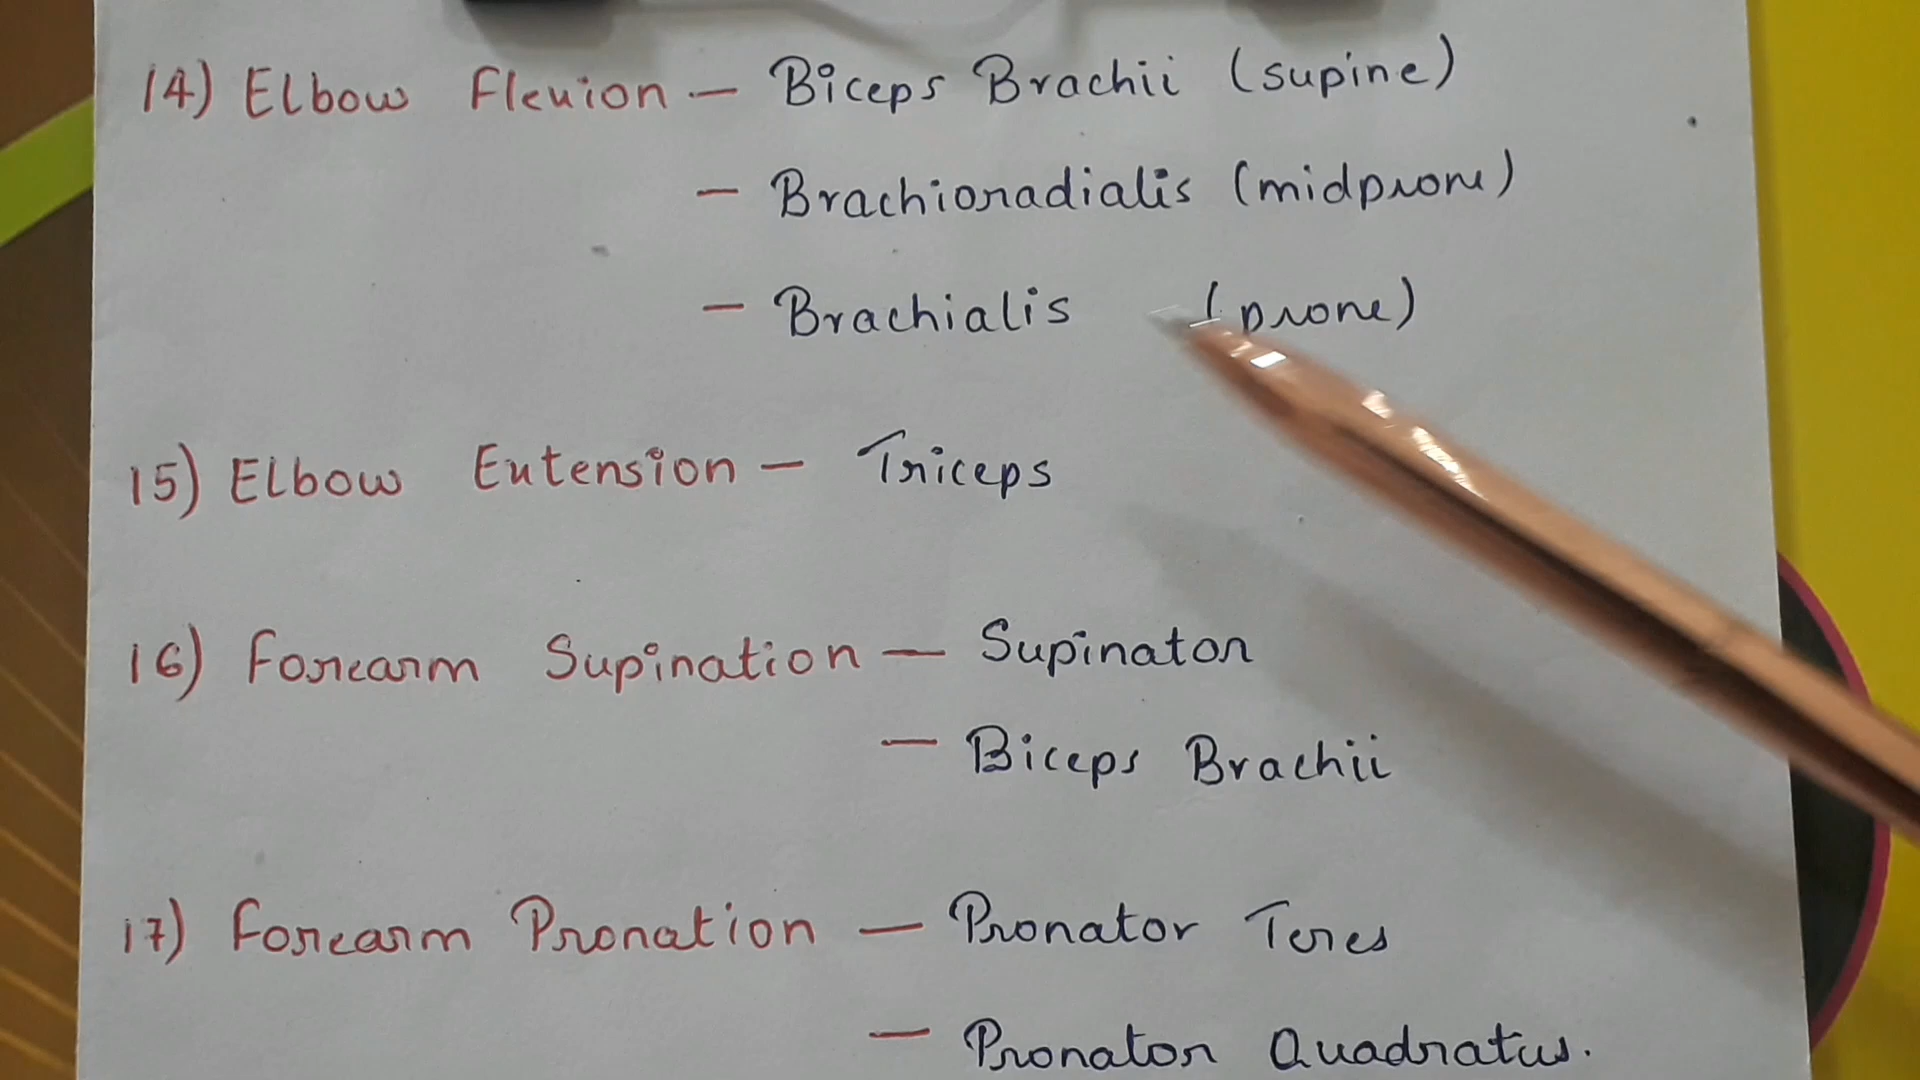 14) Elbow Flexion — Biceps Brachii (supine)
— Brachioradialis (midprone)
— Brachialis (prone)
15) Elbow Extension — Triceps
16) Forearm Supination — Supinator
— Biceps Brachii
17) Forearm Pronation — Pronator Teres
— Pronator Quadratus.